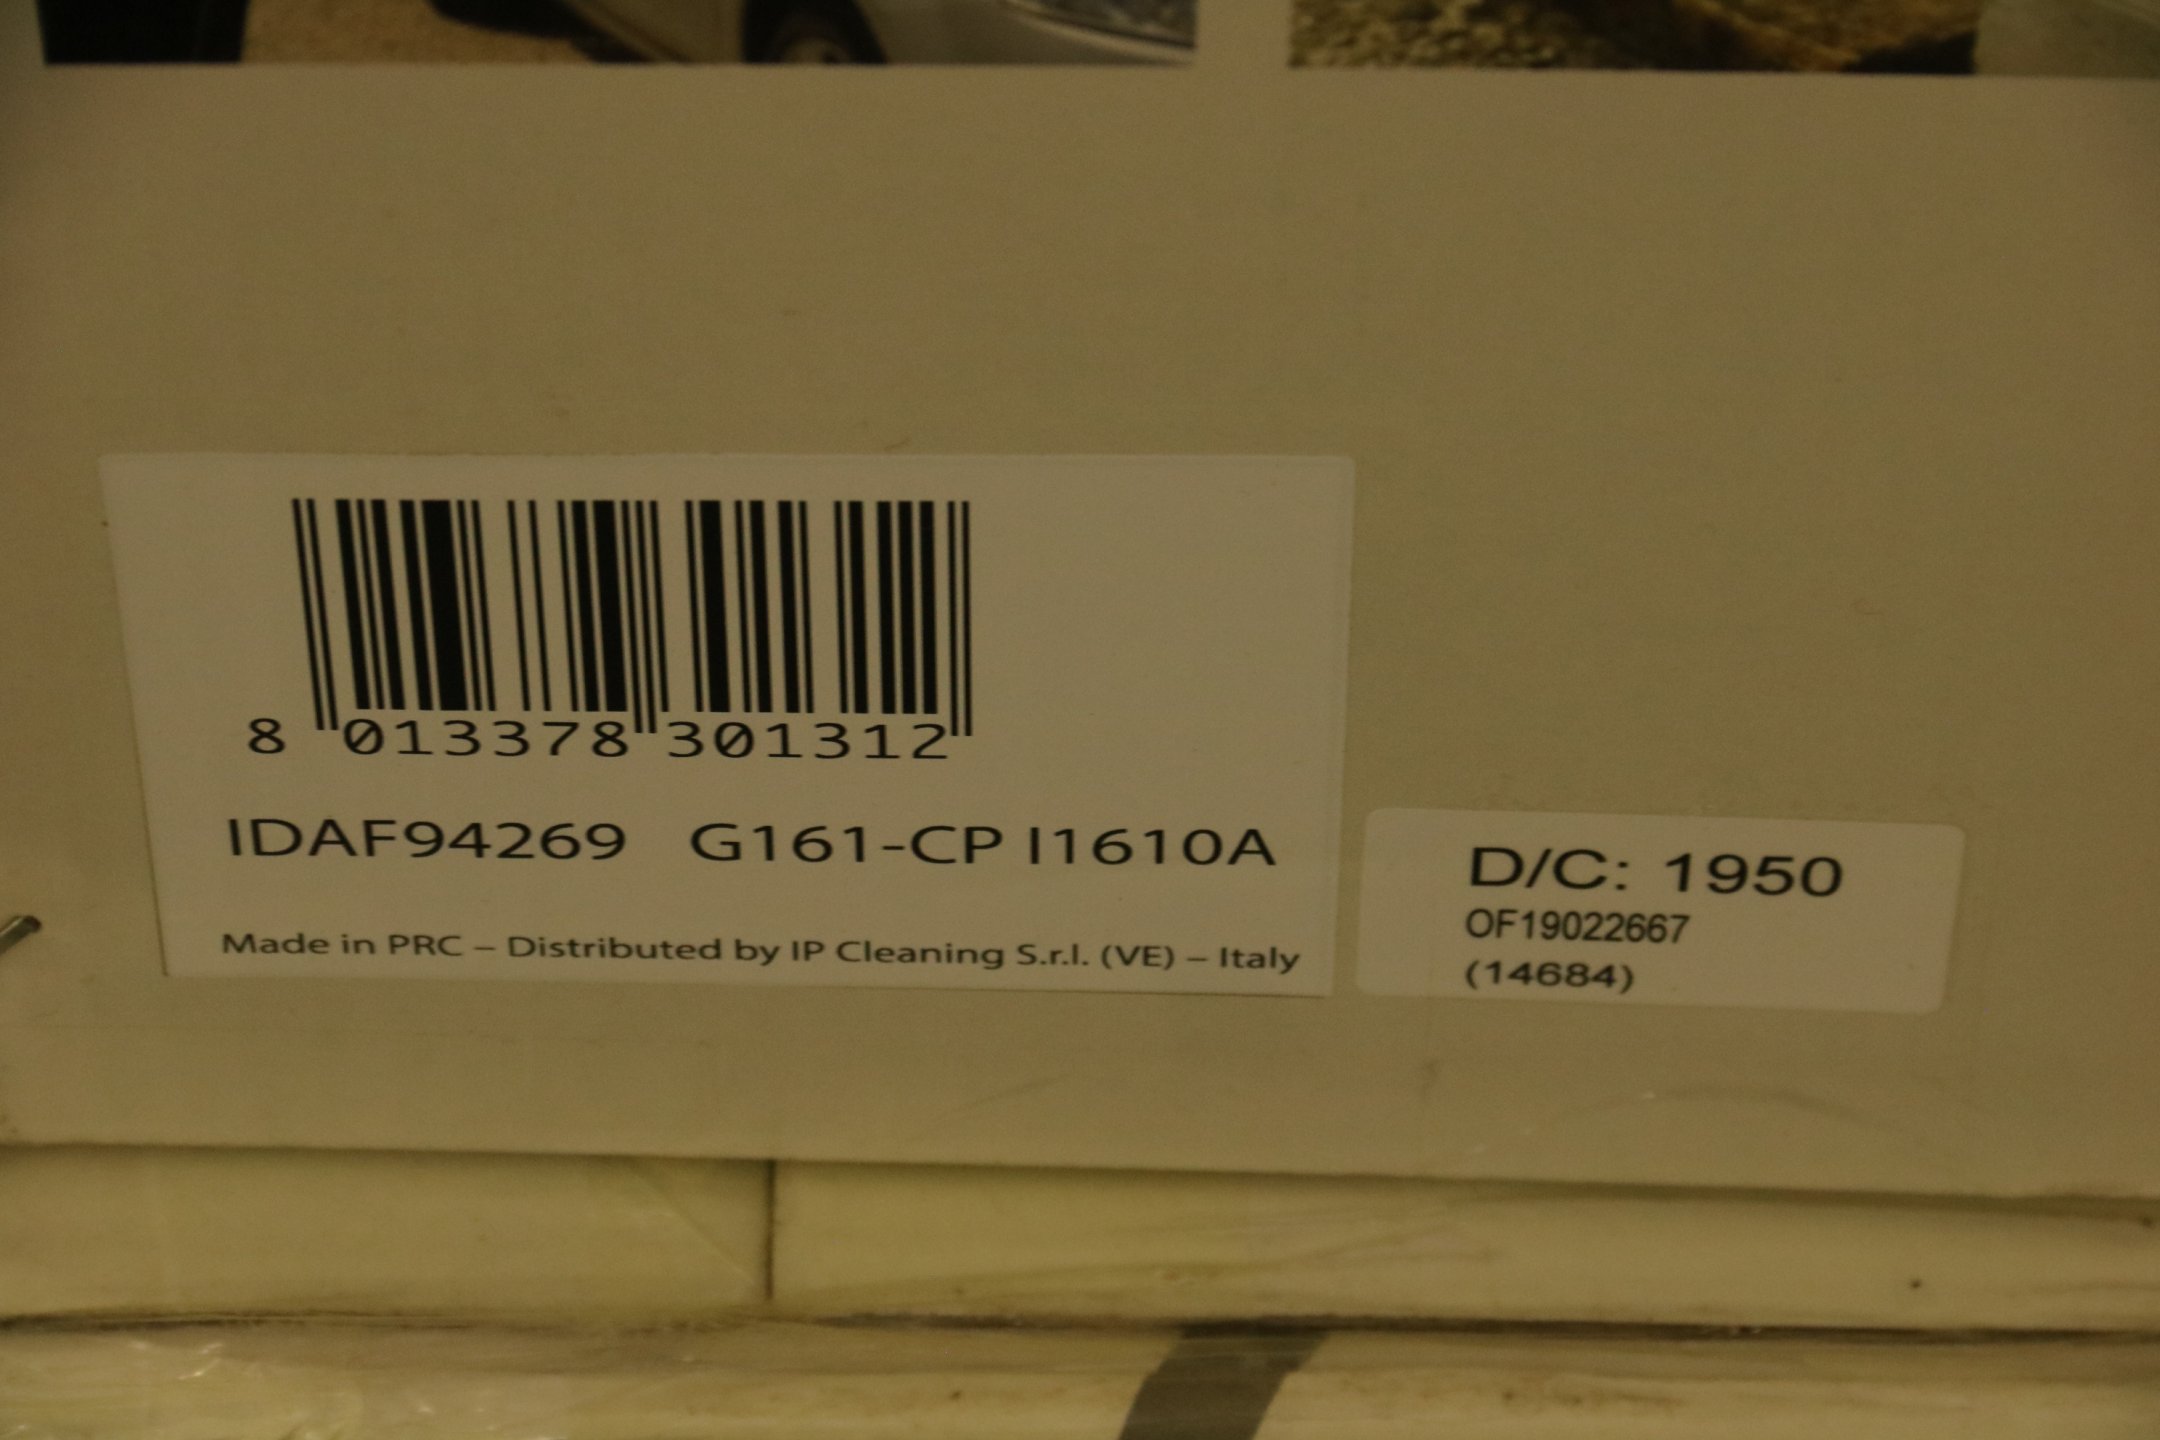 8 013378 301312
IDAF94269 G161-CP I1610A
Made in PRC – Distributed by IP Cleaning S.r.l. (VE) – Italy
D/C: 1950
OF19022667
(14684)